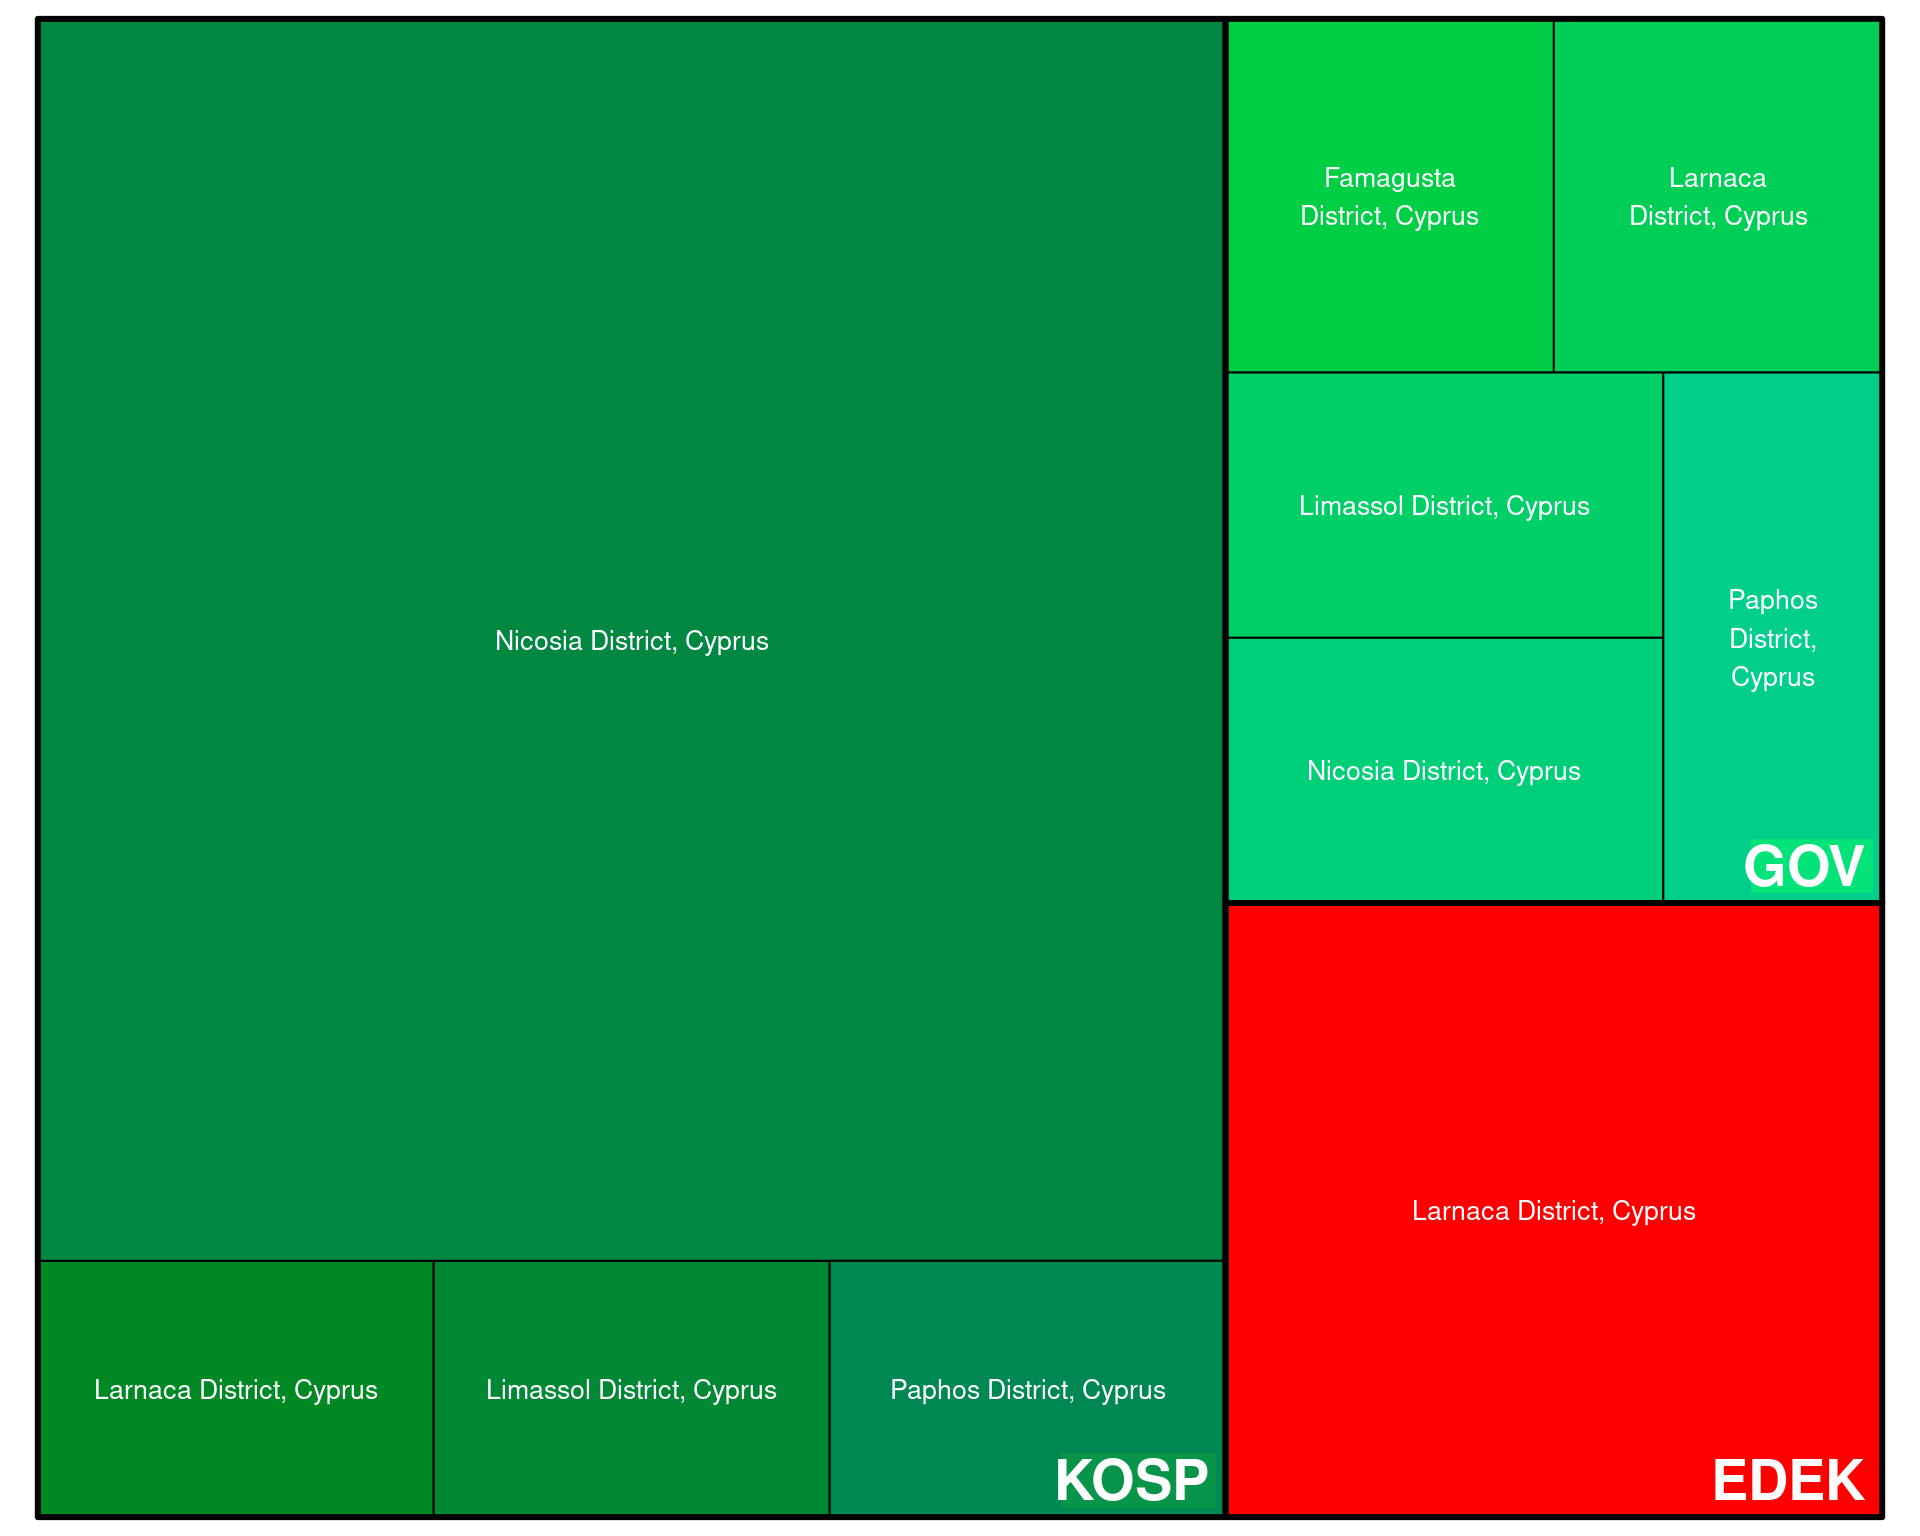 Nicosia District, Cyprus
Larnaca District, Cyprus
Limassol District, Cyprus
Paphos District, Cyprus
KOSP
Famagusta
District, Cyprus
Larnaca
District, Cyprus
Limassol District, Cyprus
Nicosia District, Cyprus
Paphos
District,
Cyprus
GOV
Larnaca District, Cyprus
EDEK